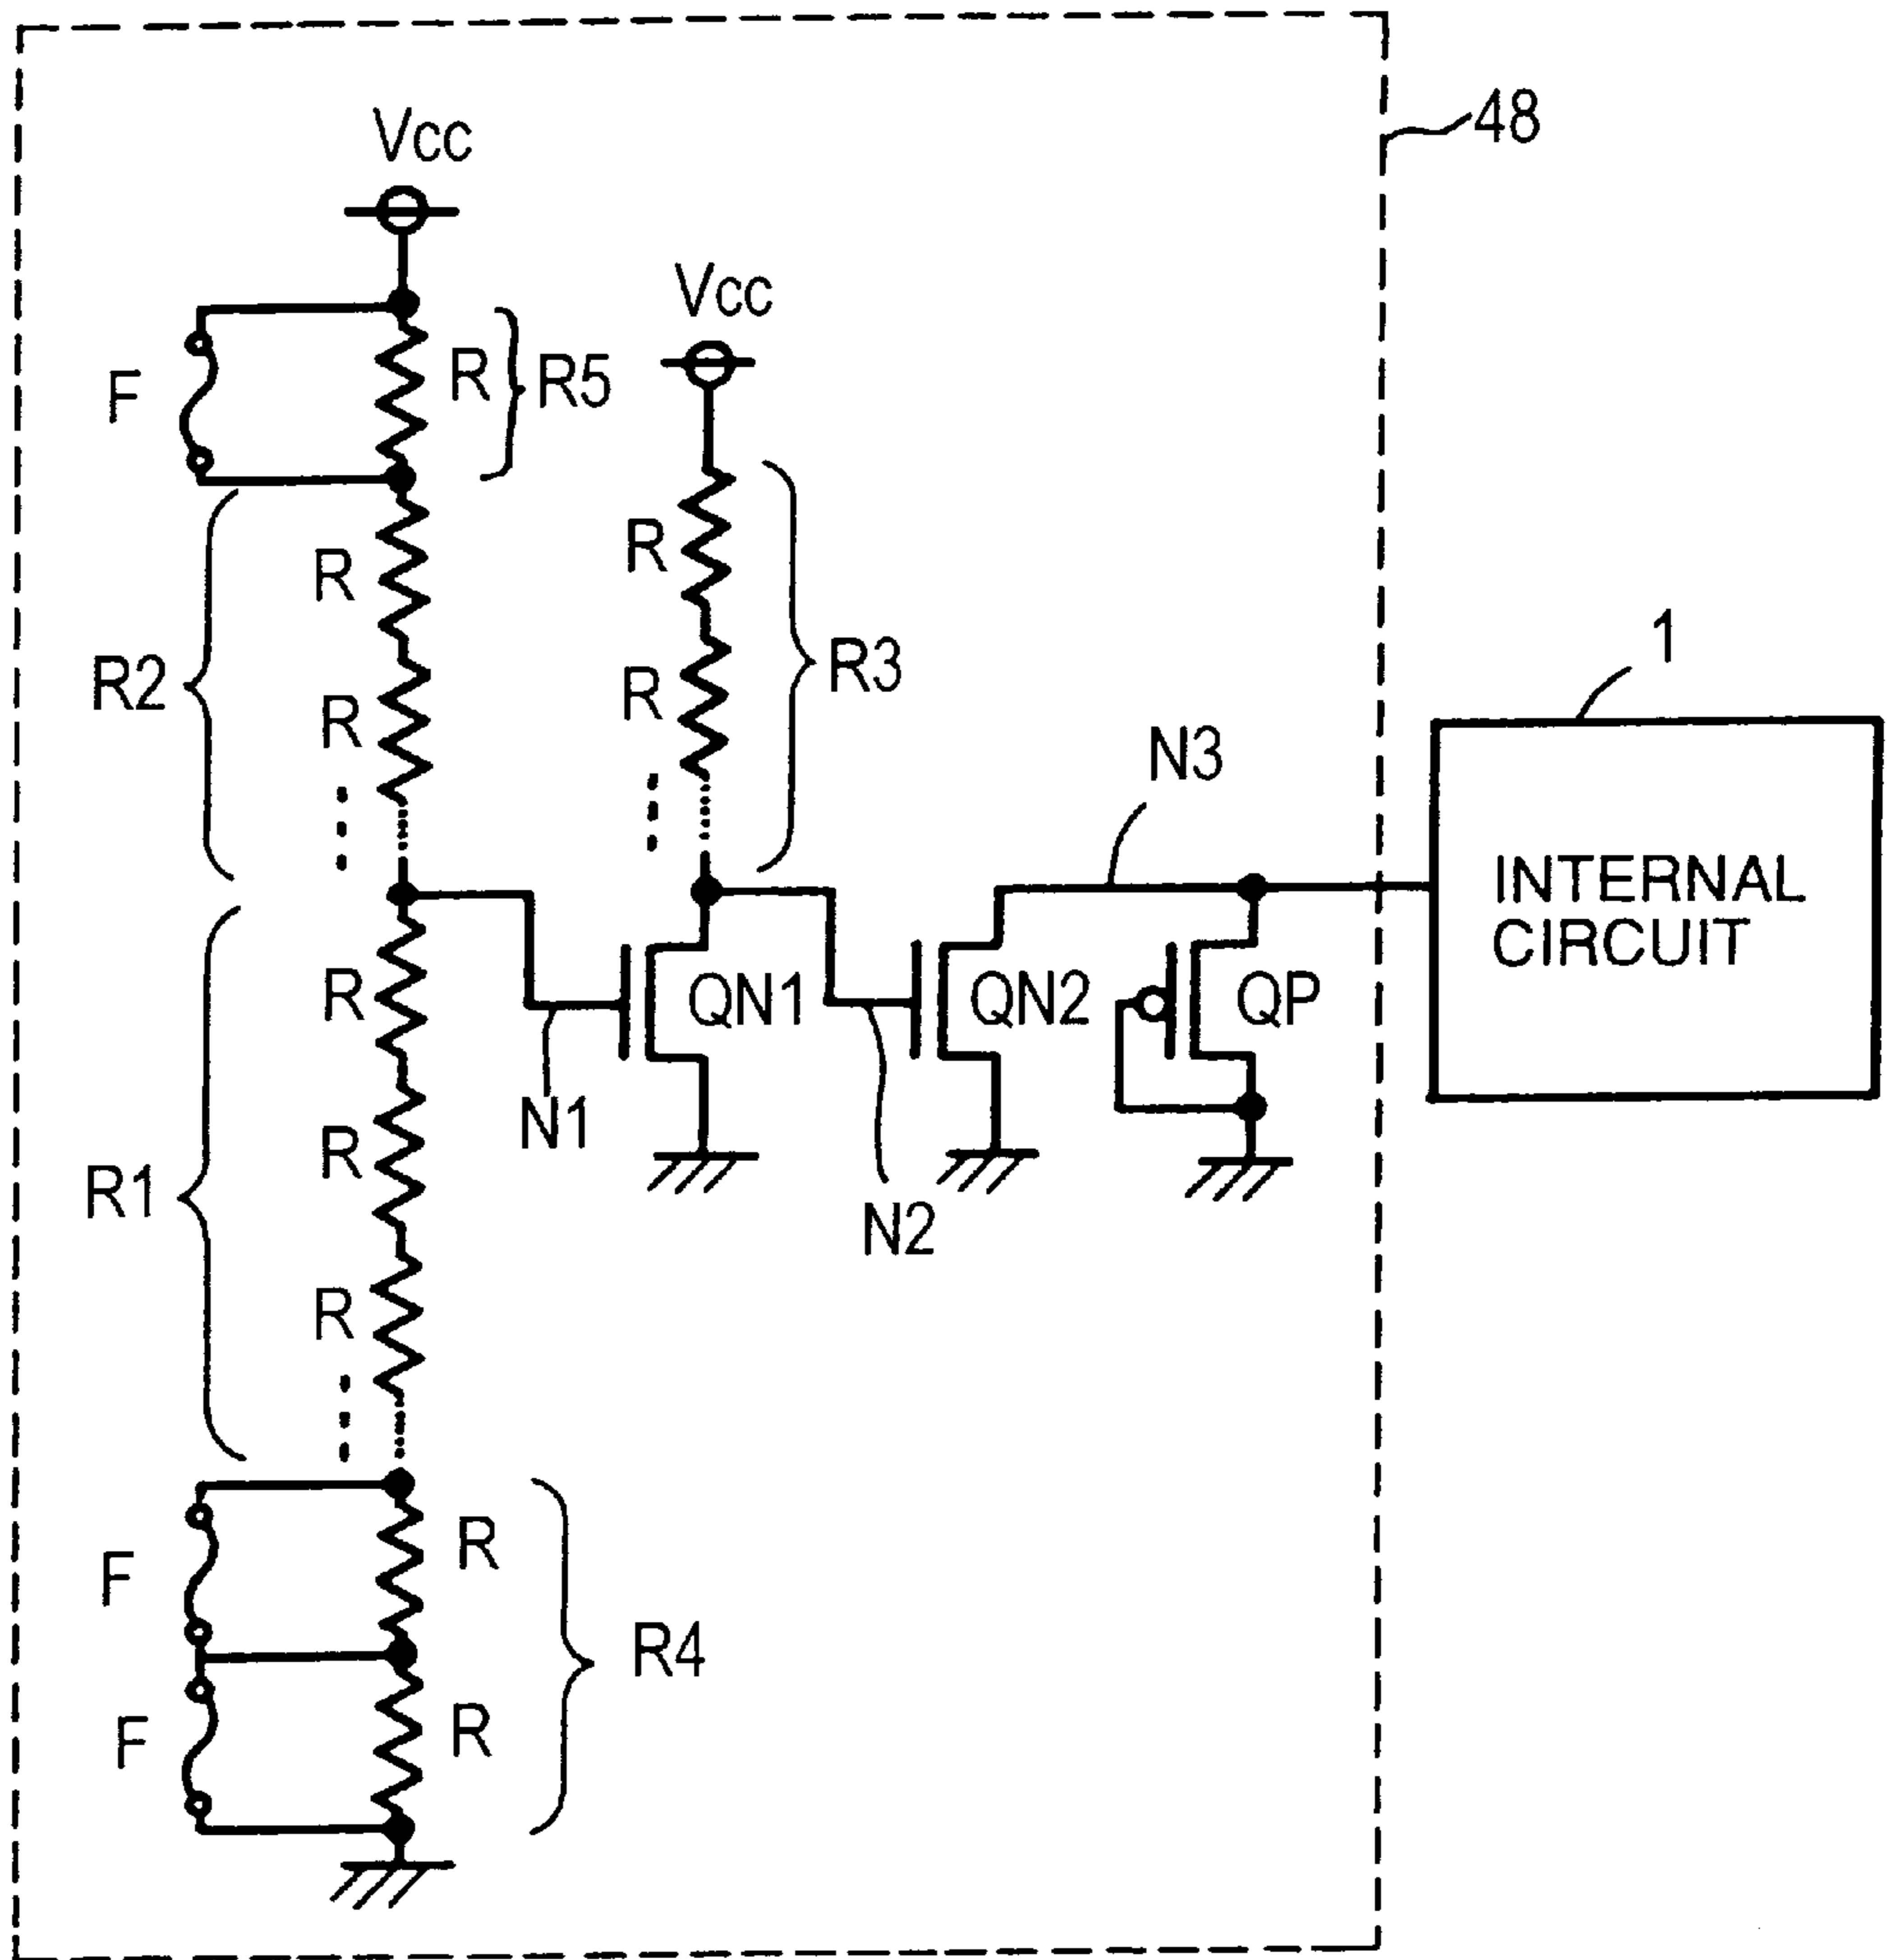 48
Vcc
Vcc
F
R
R5
R
R
R2
R
R
R3
1
N3
INTERNAL
CIRCUIT
R
QN1
QN2
QP
N1
R
R1
N2
R
R
F
R4
F
R